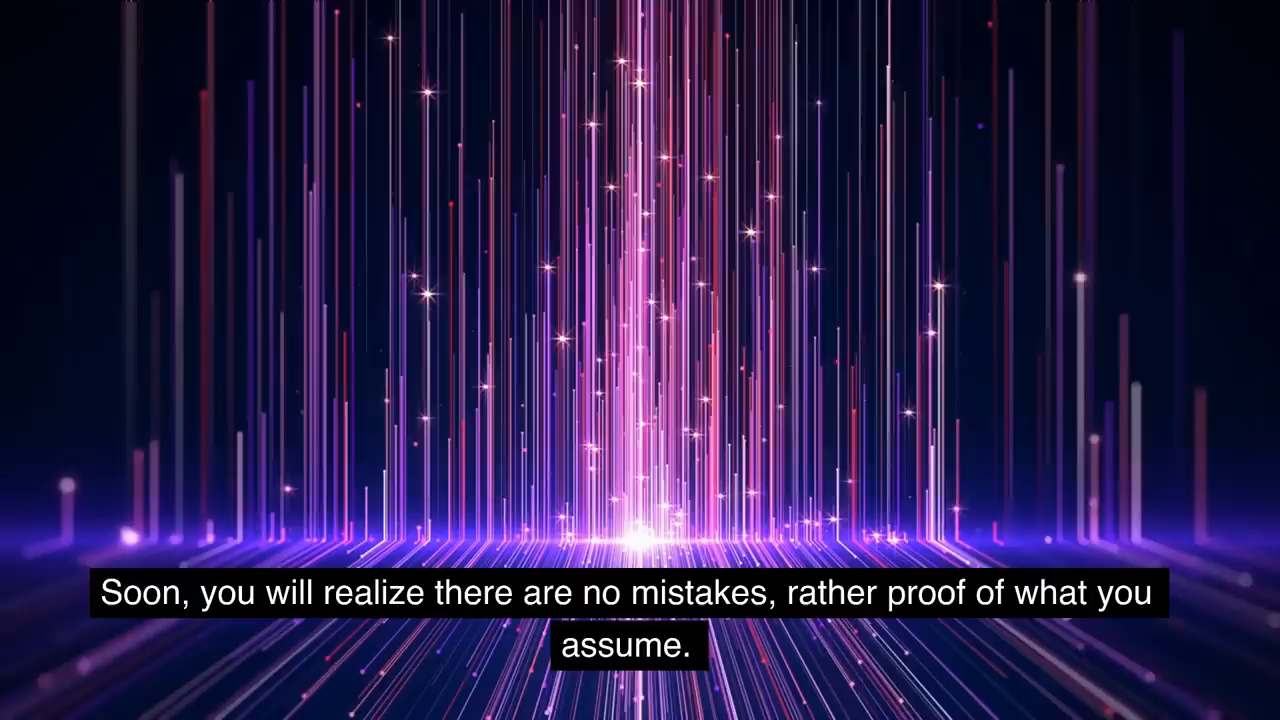 Soon, you will realize there are no mistakes, rather proof of what you
assume.